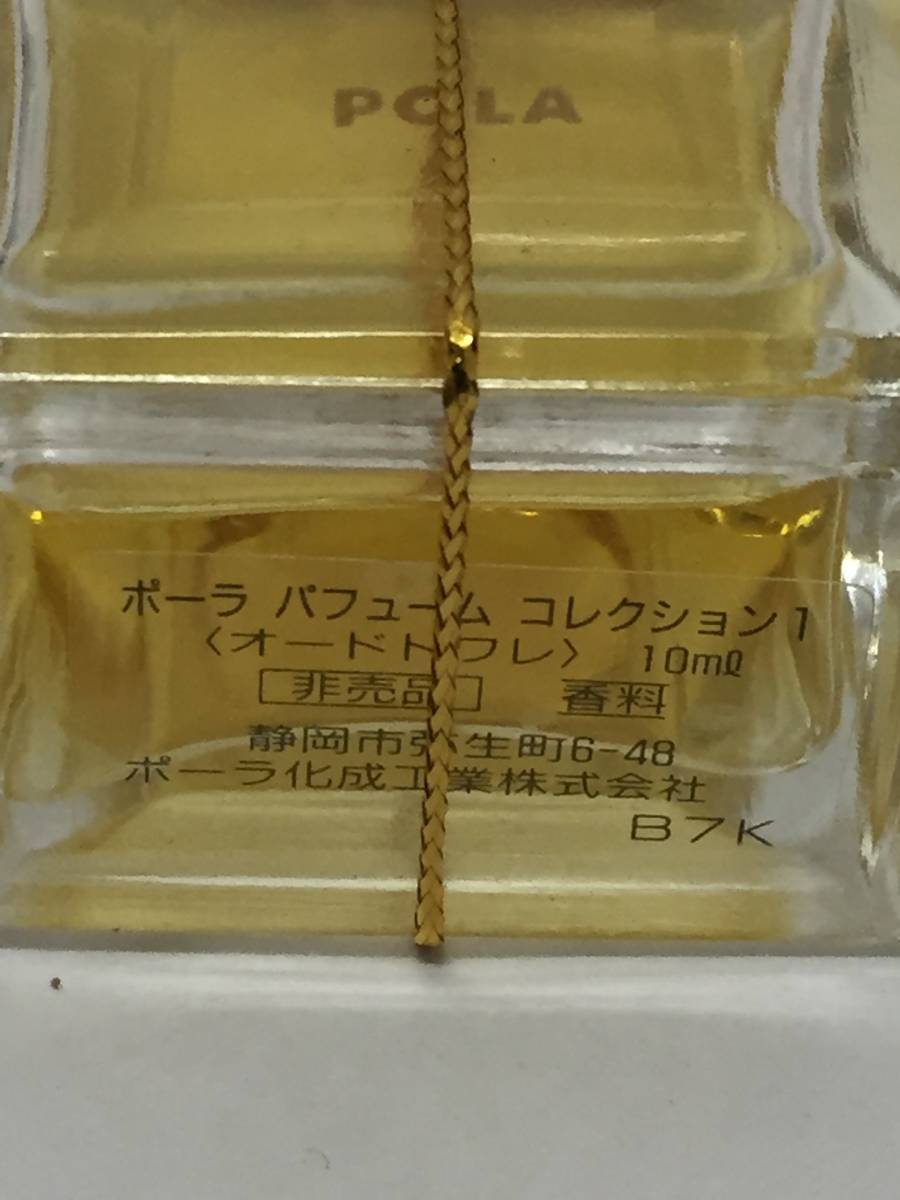 POLA
ポーラ パフューム コレクション1
〈オードトワレ〉 10ml
非売品 香料
静岡市弥生町6-48
ポーラ化成工業株式会社
B7K